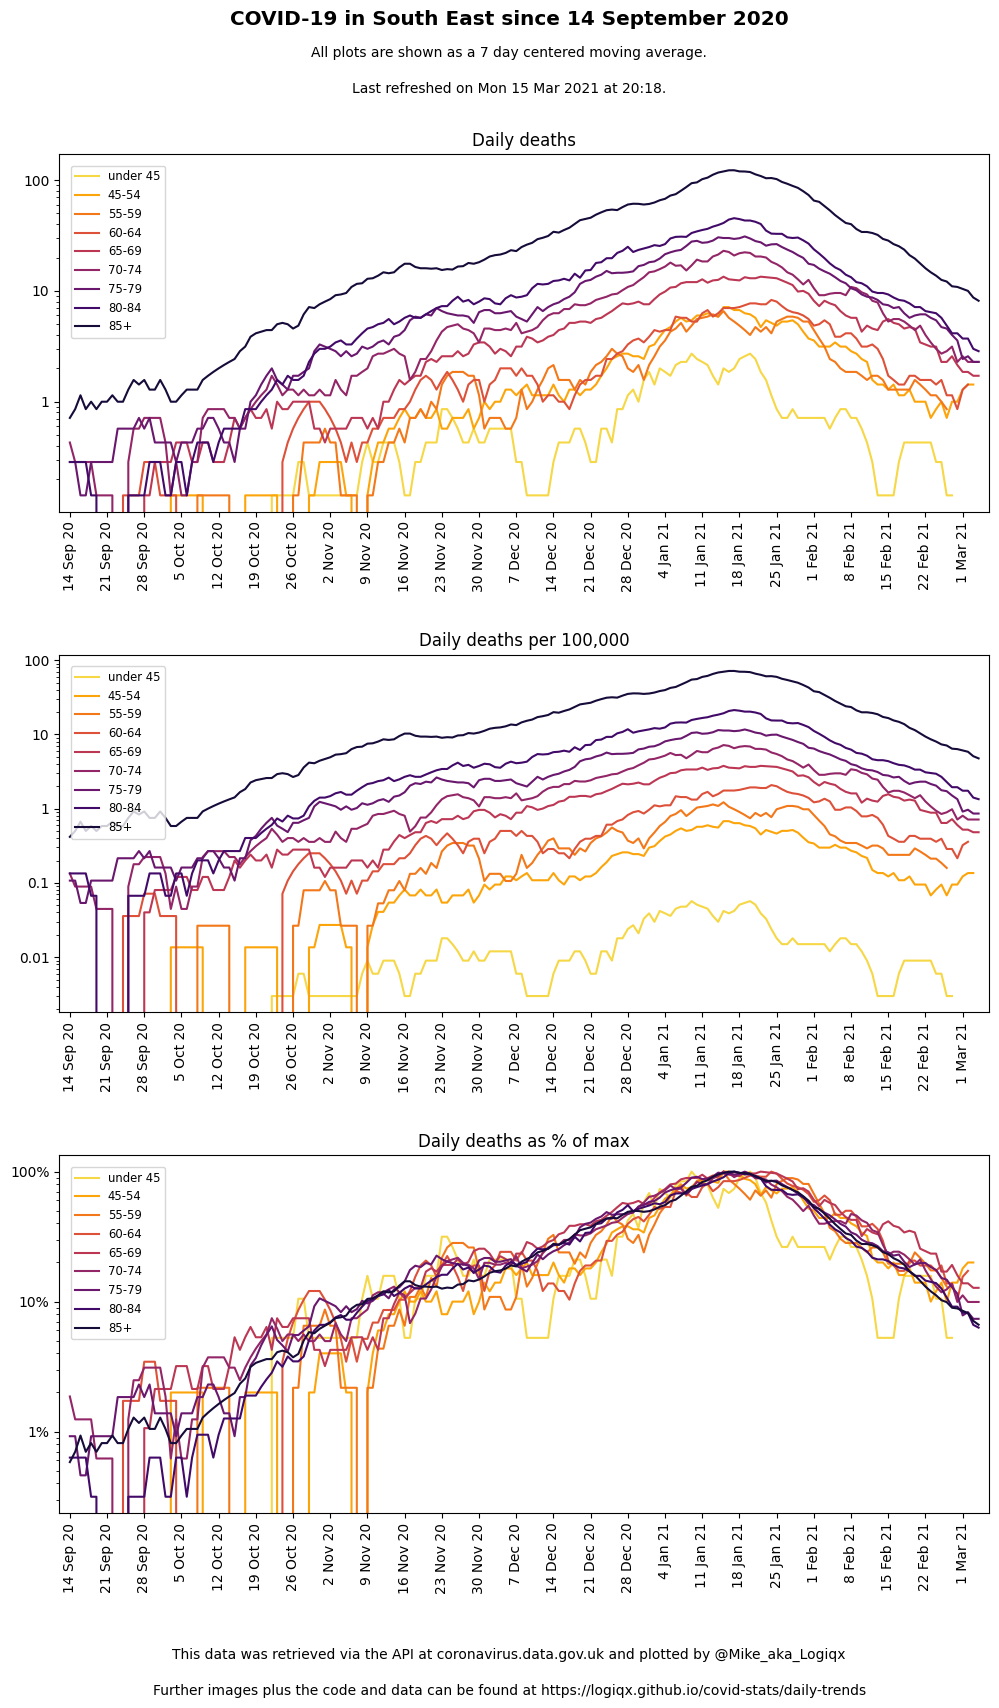 COVID-19 in South East since 14 September 2020
All plots are shown as a 7 day centered moving average.
Last refreshed on Mon 15 Mar 2021 at 20:18.
Daily deaths
100
10
1
under 45
45-54
55-59
60-64
65-69
70-74
75-79
80-84
85+
14 Sep 20
21 Sep 20
28 Sep 20
5 Oct 20
12 Oct 20
19 Oct 20
26 Oct 20
2 Nov 20
9 Nov 20
16 Nov 20
23 Nov 20
30 Nov 20
7 Dec 20
14 Dec 20
21 Dec 20
28 Dec 20
4 Jan 21
11 Jan 21
18 Jan 21
25 Jan 21
1 Feb 21
8 Feb 21
15 Feb 21
22 Feb 21
1 Mar 21
Daily deaths per 100,000
100
10
1
0.1
0.01
under 45
45-54
55-59
60-64
65-69
70-74
75-79
80-84
85+
14 Sep 20
21 Sep 20
28 Sep 20
5 Oct 20
12 Oct 20
19 Oct 20
26 Oct 20
2 Nov 20
9 Nov 20
16 Nov 20
23 Nov 20
30 Nov 20
7 Dec 20
14 Dec 20
21 Dec 20
28 Dec 20
4 Jan 21
11 Jan 21
18 Jan 21
25 Jan 21
1 Feb 21
8 Feb 21
15 Feb 21
22 Feb 21
1 Mar 21
Daily deaths as % of max
100%
10%
1%
under 45
45-54
55-59
60-64
65-69
70-74
75-79
80-84
85+
14 Sep 20
21 Sep 20
28 Sep 20
5 Oct 20
12 Oct 20
19 Oct 20
26 Oct 20
2 Nov 20
9 Nov 20
16 Nov 20
23 Nov 20
30 Nov 20
7 Dec 20
14 Dec 20
21 Dec 20
28 Dec 20
4 Jan 21
11 Jan 21
18 Jan 21
25 Jan 21
1 Feb 21
8 Feb 21
15 Feb 21
22 Feb 21
1 Mar 21
This data was retrieved via the API at coronavirus.data.gov.uk and plotted by @Mike_aka_Logiqx
Further images plus the code and data can be found at https://logiqx.github.io/covid-stats/daily-trends